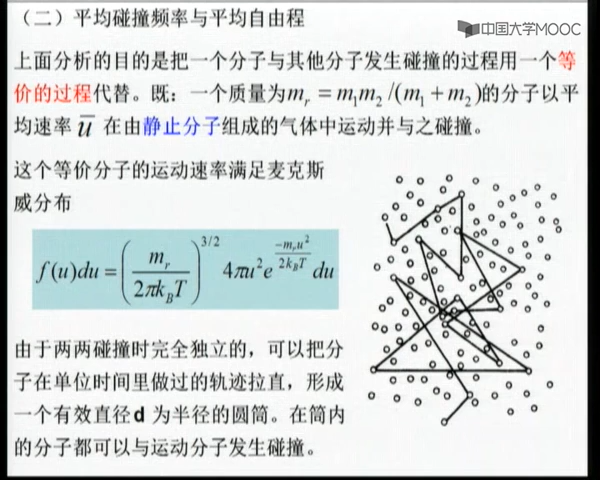 （二）平均碰撞频率与平均自由程
中国大学MOOC
上面分析的目的是把一个分子与其他分子发生碰撞的过程用一个等
价的过程代替。既：一个质量为m_r = m_1m_2 /(m_1 + m_2)的分子以平
均速率 u̅ 在由静止分子组成的气体中运动并与之碰撞。
这个等价分子的运动速率满足麦克斯
威分布
f(u)du = (m_r / 2πk_BT)^{3/2} 4πu^2 e^{-m_ru^2 / 2k_BT} du
由于两两碰撞时完全独立的，可以把分
子在单位时间里做过的轨迹拉直，形成
一个有效直径d 为半径的圆筒。在筒内
的分子都可以与运动分子发生碰撞。